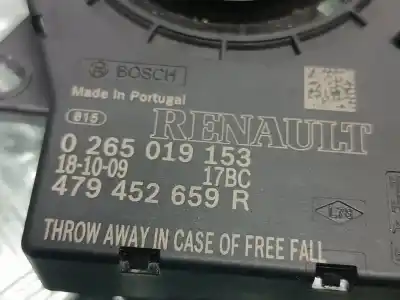 BOSCH
Made in Portugal
815
RENAULT
0 265 019 153
18-10-09 17BC
479 452 659 R
THROW AWAY IN CASE OF FREE FALL